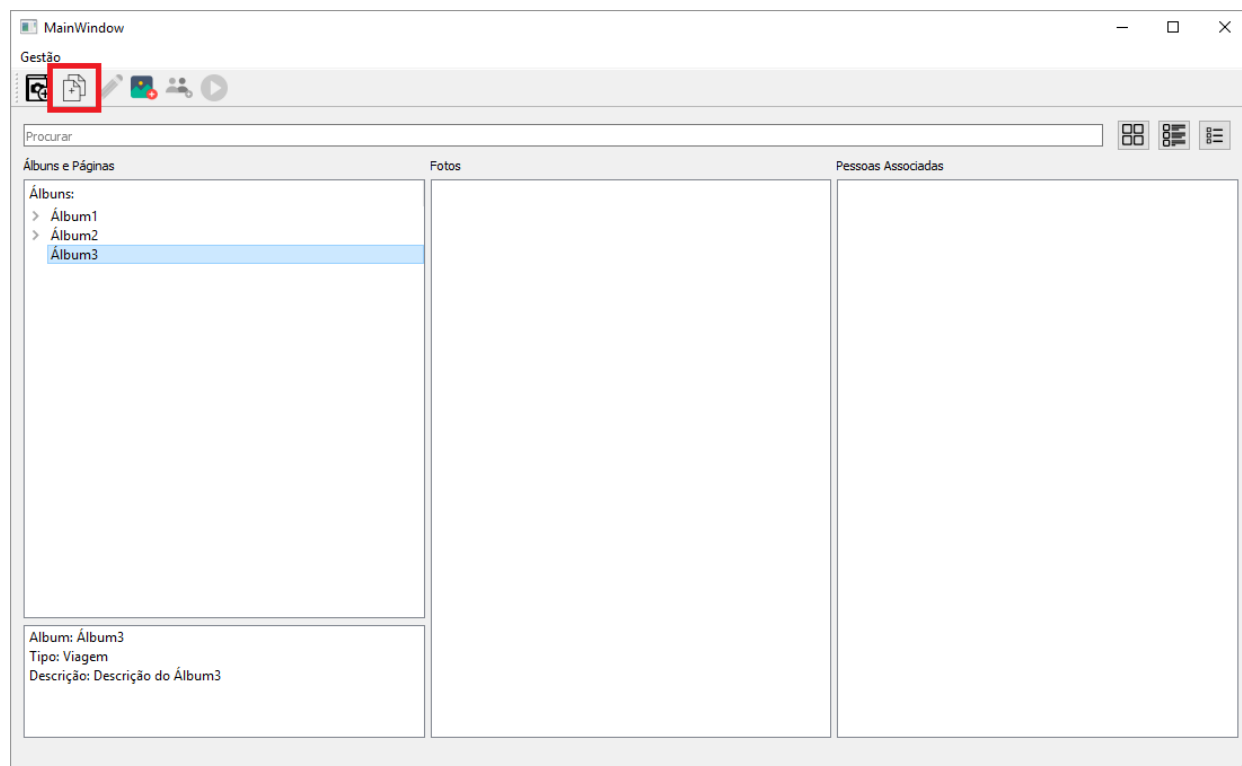 MainWindow
Gestão
Procurar
Álbuns e Páginas
Fotos
Pessoas Associadas
Álbuns:
Álbum1
Álbum2
Álbum3
Album: Álbum3
Tipo: Viagem
Descrição: Descrição do Álbum3